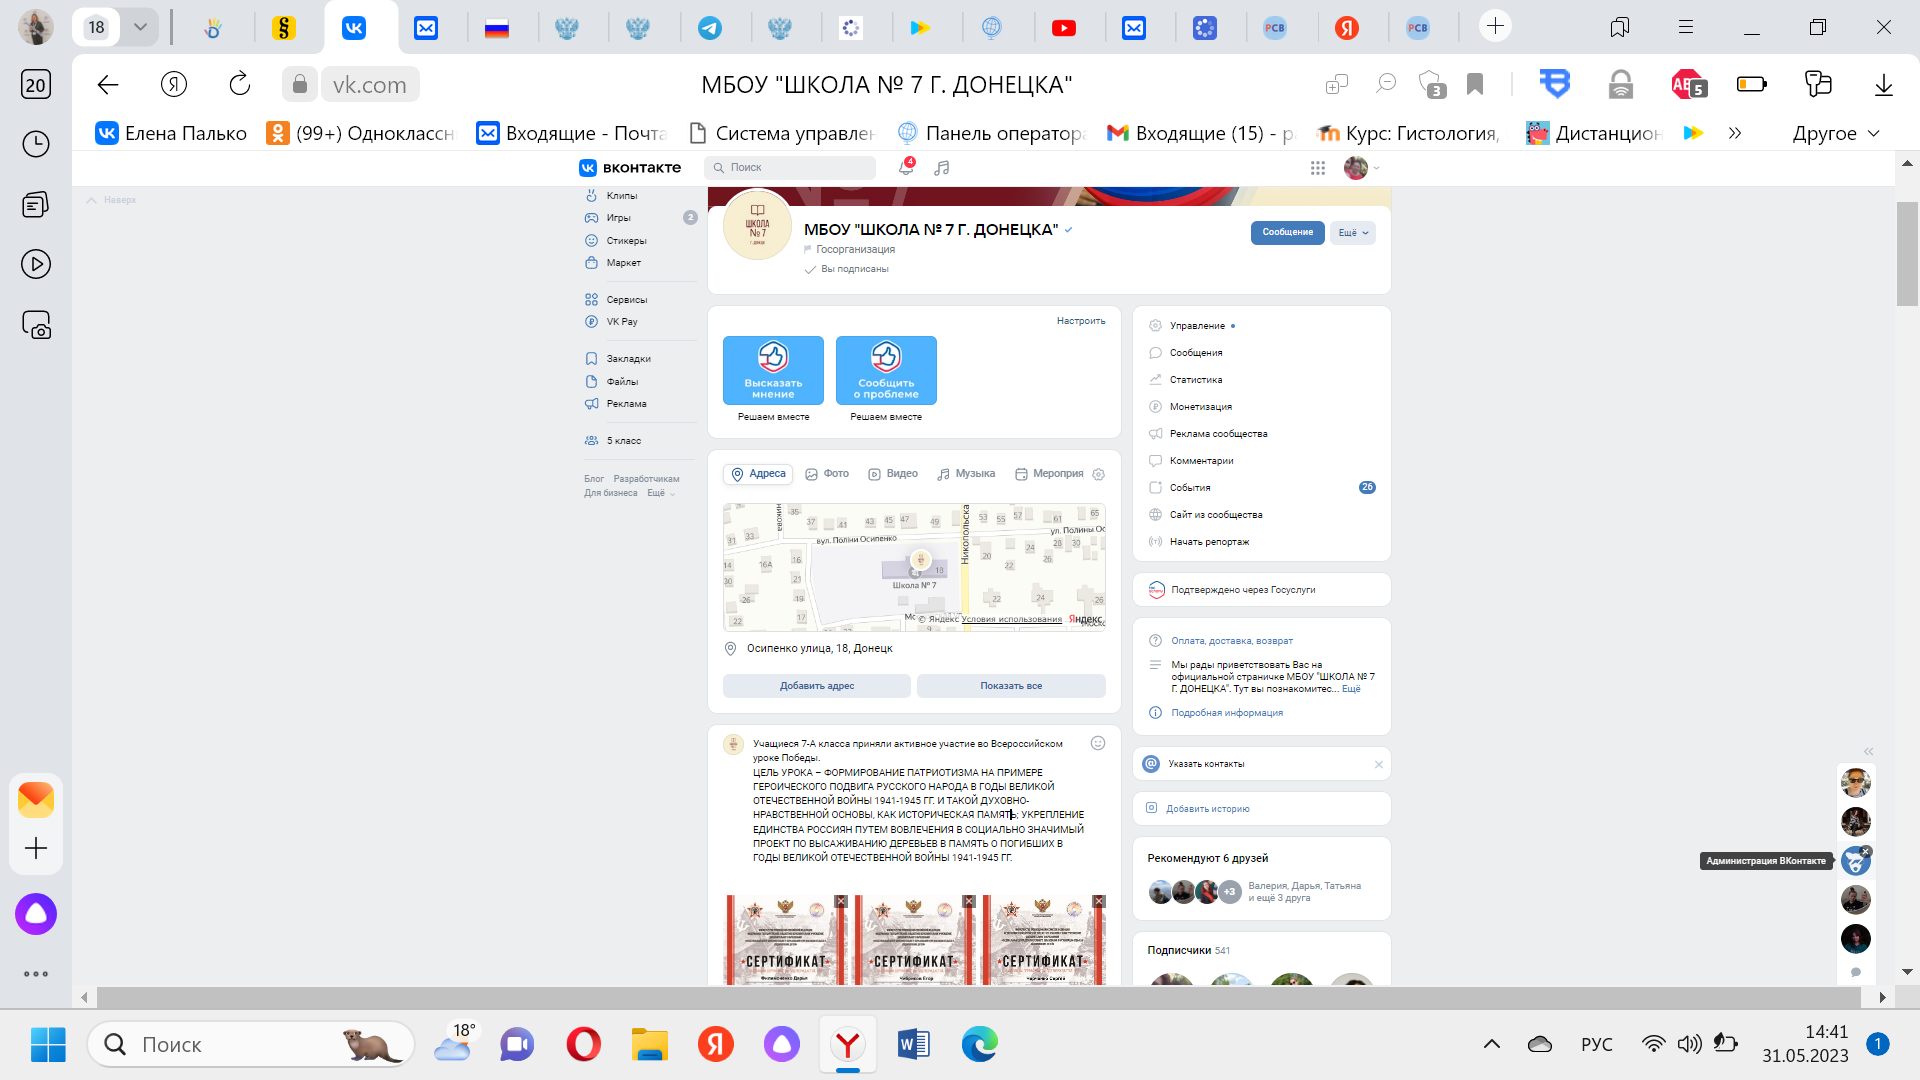 18
20
vk.com
МБОУ "ШКОЛА № 7 Г. ДОНЕЦКА"
3
5
Елена Палько
(99+) Одноклассн
Входящие - Почта
Система управлен
Панель оператора
Входящие (15) - ра
Курс: Гистология,
Дистанцион
Другое
вконтакте
Поиск
4
Наверх
Клипы
Игры
2
Стикеры
Маркет
Сервисы
VK Pay
Закладки
Файлы
Реклама
5 класс
Блог Разработчикам
Для бизнеса Ещё
ШКОЛА
№ 7
МБОУ "ШКОЛА № 7 Г. ДОНЕЦКА"
Госорганизация
Вы подписаны
Сообщение
Ещё
Настроить
Высказать
мнение
Сообщить
о проблеме
Решаем вместе
Решаем вместе
Адреса
Фото
Видео
Музыка
Мероприя
вул. Поліни Осипенко
Никопольска
ул. Полины Ос
Школа № 7
18
© Яндекс Условия использования
Яндекс
Осипенко улица, 18, Донецк
Добавить адрес
Показать все
Учащиеся 7-А класса приняли активное участие во Всероссийском
уроке Победы.
ЦЕЛЬ УРОКА – ФОРМИРОВАНИЕ ПАТРИОТИЗМА НА ПРИМЕРЕ
ГЕРОИЧЕСКОГО ПОДВИГА РУССКОГО НАРОДА В ГОДЫ ВЕЛИКОЙ
ОТЕЧЕСТВЕННОЙ ВОЙНЫ 1941-1945 ГГ. И ТАКОЙ ДУХОВНО-
НРАВСТВЕННОЙ ОСНОВЫ, КАК ИСТОРИЧЕСКАЯ ПАМЯТЬ; УКРЕПЛЕНИЕ
ЕДИНСТВА РОССИЯН ПУТЕМ ВОВЛЕЧЕНИЯ В СОЦИАЛЬНО ЗНАЧИМЫЙ
ПРОЕКТ ПО ВЫСАЖИВАНИЮ ДЕРЕВЬЕВ В ПАМЯТЬ О ПОГИБШИХ В
ГОДЫ ВЕЛИКОЙ ОТЕЧЕСТВЕННОЙ ВОЙНЫ 1941-1945 ГГ.
СЕРТИФИКАТ
СЕРТИФИКАТ
СЕРТИФИКАТ
Управление
Сообщения
Статистика
Монетизация
Реклама сообщества
Комментарии
События
26
Сайт из сообщества
Начать репортаж
Подтверждено через Госуслуги
Оплата, доставка, возврат
Мы рады приветствовать Вас на
официальной страничке МБОУ "ШКОЛА № 7
Г. ДОНЕЦКА". Тут вы познакомитес... Ещё
Подробная информация
Указать контакты
Добавить историю
Рекомендуют 6 друзей
+3
Валерия, Дарья, Татьяна
и ещё 3 друга
Подписчики 541
Администрация ВКонтакте
Поиск
18°
РУС
14:41
31.05.2023
1